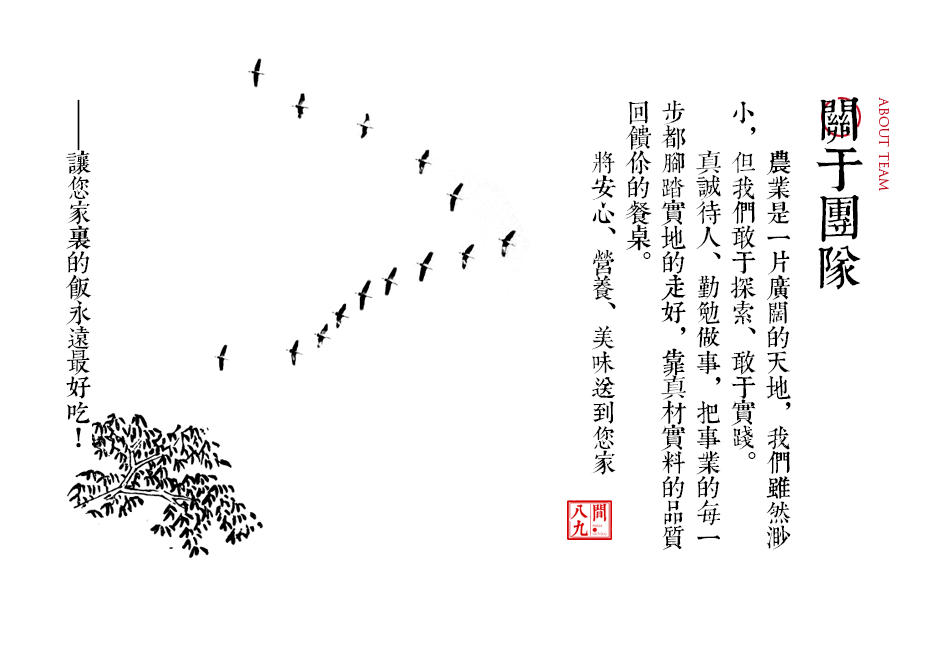 ABOUT TEAM
關于團隊
農業是一片廣闊的天地，我們雖然渺
小，但我們敢于探索、敢于實踐。
真誠待人、勤勉做事，把事業的每一
步都腳踏實地的走好，靠真材實料的品質
回饋你的餐桌。
將安心、營養、美味送到您家
——讓您家裏的飯永遠最好吃！
間
八九